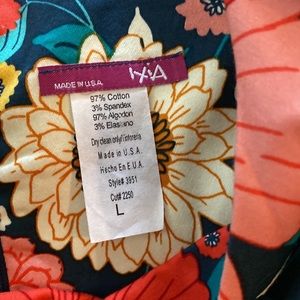 IXIA
MADE IN U.S.A.
97% Cotton
3% Spandex
97% Algodon
3% Elastano
Dry clean only/
Made in U.S.A.
Hecho En E.U.A.
Style# 3951
Cut# 2250
L